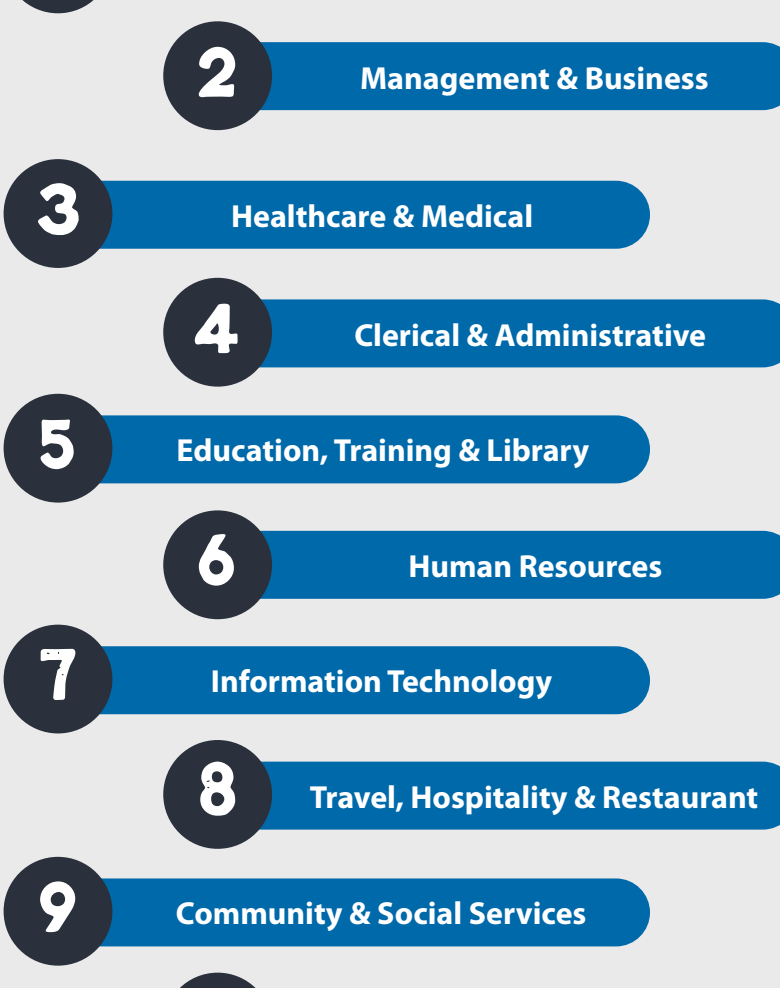 2
Management & Business
3
Healthcare & Medical
4
Clerical & Administrative
5
Education, Training & Library
6
Human Resources
7
Information Technology
8
Travel, Hospitality & Restaurant
9
Community & Social Services